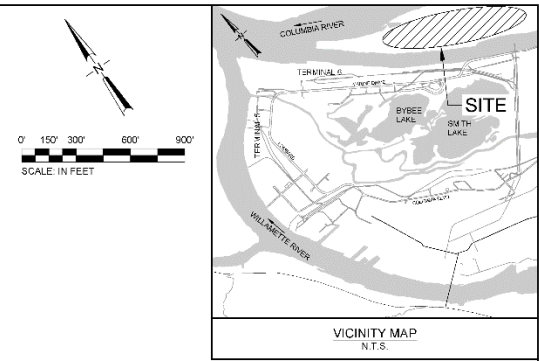 N
0' 150' 300' 600' 900'
SCALE: IN FEET
COLUMBIA RIVER
TERMINAL 6
SITE
BYBEE
LAKE
SMITH
LAKE
TERMINAL 5
WILLAMETTE RIVER
VICINITY MAP
N.T.S.